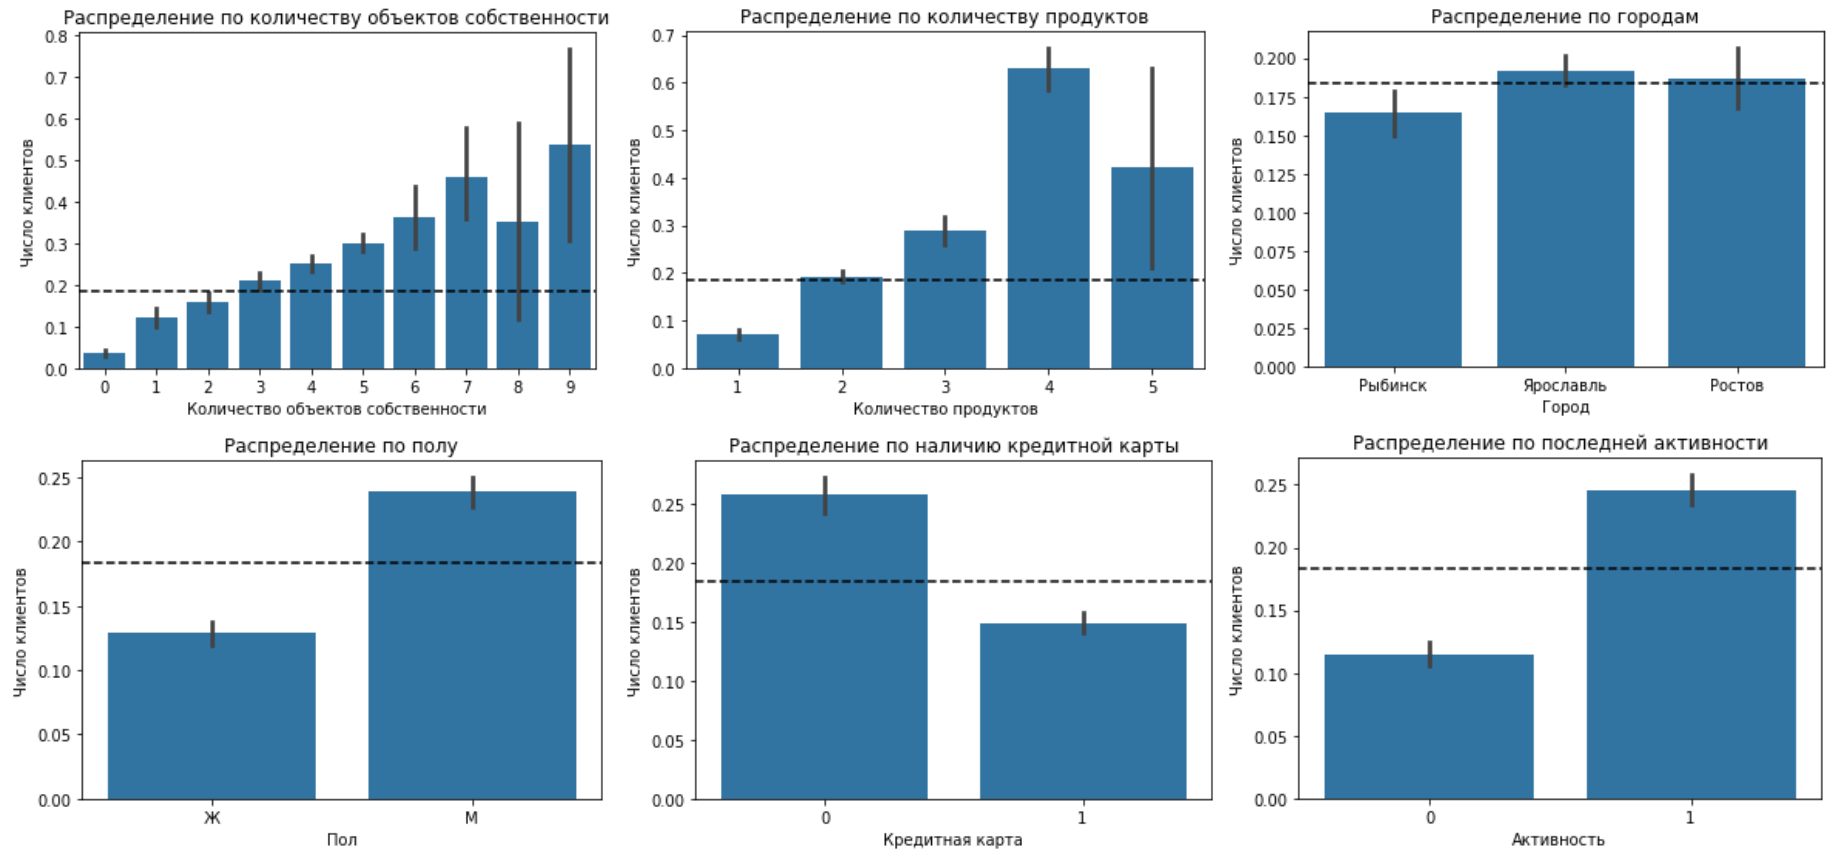 Распределение по количеству объектов собственности
Число клиентов
0.8
0.7
0.6
0.5
0.4
0.3
0.2
0.1
0.0
0 1 2 3 4 5 6 7 8 9
Количество объектов собственности
Распределение по количеству продуктов
Число клиентов
0.7
0.6
0.5
0.4
0.3
0.2
0.1
0.0
1 2 3 4 5
Количество продуктов
Распределение по городам
Число клиентов
0.200
0.175
0.150
0.125
0.100
0.075
0.050
0.025
0.000
Рыбинск Ярославль Ростов
Город
Распределение по полу
Число клиентов
0.25
0.20
0.15
0.10
0.05
0.00
Ж М
Пол
Распределение по наличию кредитной карты
Число клиентов
0.25
0.20
0.15
0.10
0.05
0.00
0 1
Кредитная карта
Распределение по последней активности
Число клиентов
0.25
0.20
0.15
0.10
0.05
0.00
0 1
Активность